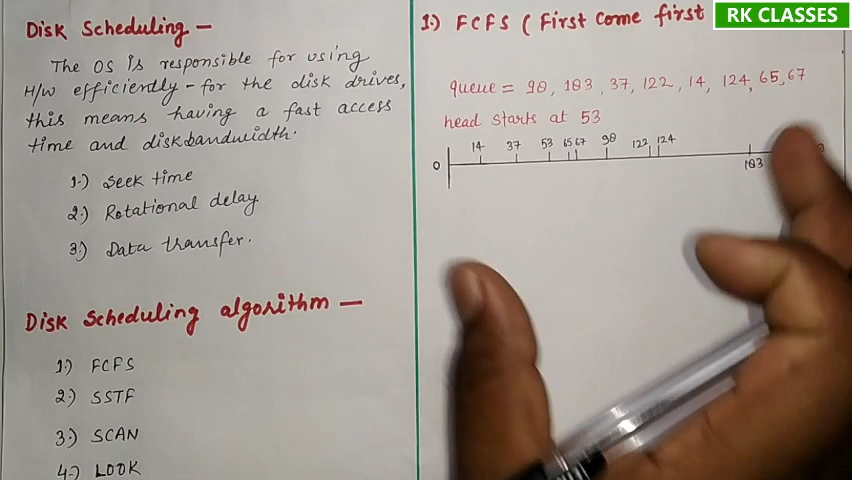 Disk Scheduling —
The OS is responsible for using
H/w efficiently - for the disk drives,
this means having a fast access
time and disk bandwidth.
1.) Seek time
2.) Rotational delay
3.) Data transfer.
Disk Scheduling algorithm —
1.) FCFS
2.) SSTF
3.) SCAN
4.) LOOK
1.) FCFS ( First Come first
RK CLASSES
queue = 98, 183, 37, 122, 14, 124, 65, 67
head starts at 53
0 14 37 53 65 67 98 122 124 183